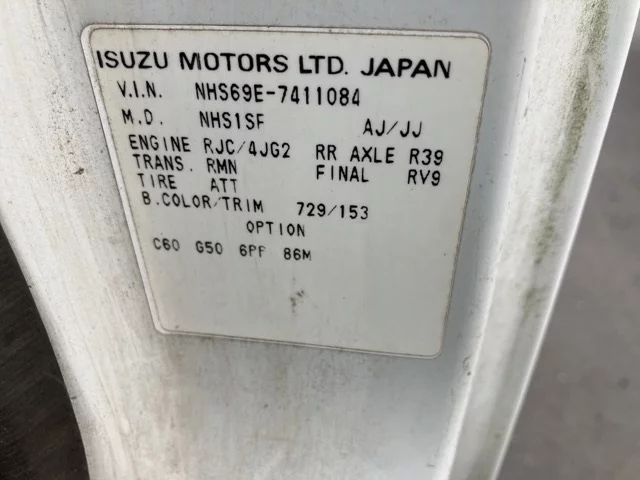 ISUZU MOTORS LTD. JAPAN
V.I.N. NHS69E-7411084
M.D. NHS1SF AJ/JJ
ENGINE RJC/4JG2 RR AXLE R39
TRANS. RMN FINAL RV9
TIRE ATT
B.COLOR/TRIM 729/153
OPTION
C60 G50 6PF 86M